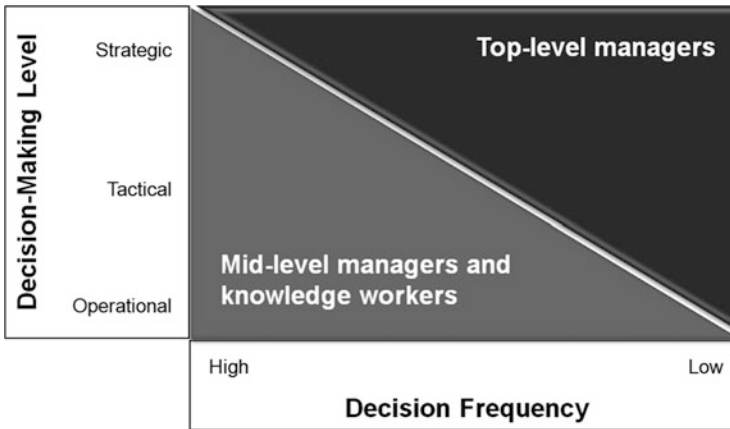 Decision-Making Level
Strategic
Tactical
Operational
Top-level managers
Mid-level managers and
knowledge workers
High
Low
Decision Frequency